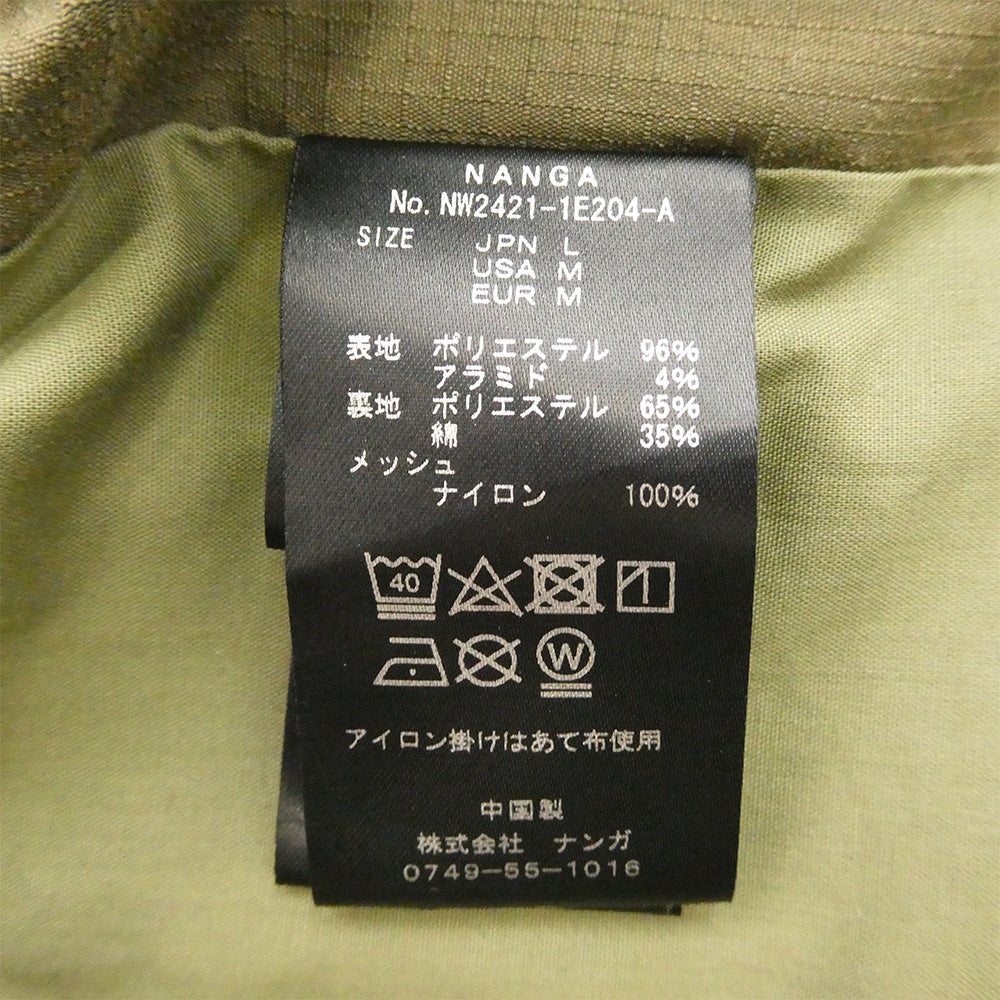 NANGA
No. NW2421-1E204-A
SIZE JPN L
USA M
EUR M
表地 ポリエステル 96%
アラミド 4%
裏地 ポリエステル 65%
綿 35%
メッシュ
ナイロン 100%
40
W
アイロン掛けはあて布使用
中国製
株式会社 ナンガ
0749-55-1016